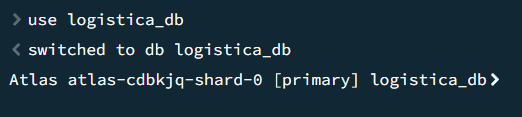 > use logistica_db
< switched to db logistica_db
Atlas atlas-cdbkjq-shard-0 [primary] logistica_db>